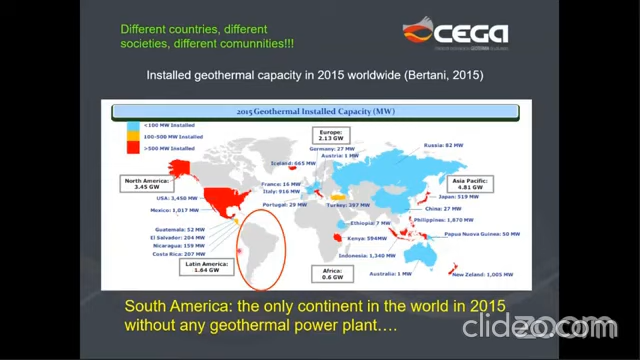 Different countries, different
societies, different comunnities!!!
CEGA
Installed geothermal capacity in 2015 worldwide (Bertani, 2015)
2015 Geothermal Installed Capacity (MW)
<100 MW Installed
100-500 MW Installed
>500 MW Installed
Europe:
2.13 GW
Germany: 27 MW
Austria: 1 MW
Russia: 82 MW
Iceland: 665 MW
North America:
3.45 GW
France: 16 MW
Italy: 916 MW
Asia Pacific:
4.81 GW
USA: 3,450 MW
Portugal: 29 MW
Turkey: 397 MW
Japan: 519 MW
Mexico: 1,017 MW
China: 27 MW
Ethiopia: 7 MW
Philippines: 1,870 MW
Guatemala: 52 MW
El Salvador: 204 MW
Kenya: 594MW
Papua Nuova Guinea: 50 MW
Nicaragua: 159 MW
Costa Rica: 207 MW
Indonesia: 1,340 MW
Latin America:
1.64 GW
Africa:
0.6 GW
Australia: 1 MW
New Zealand: 1,005 MW
South America: the only continent in the world in 2015
without any geothermal power plant….
clideo.com
zoom